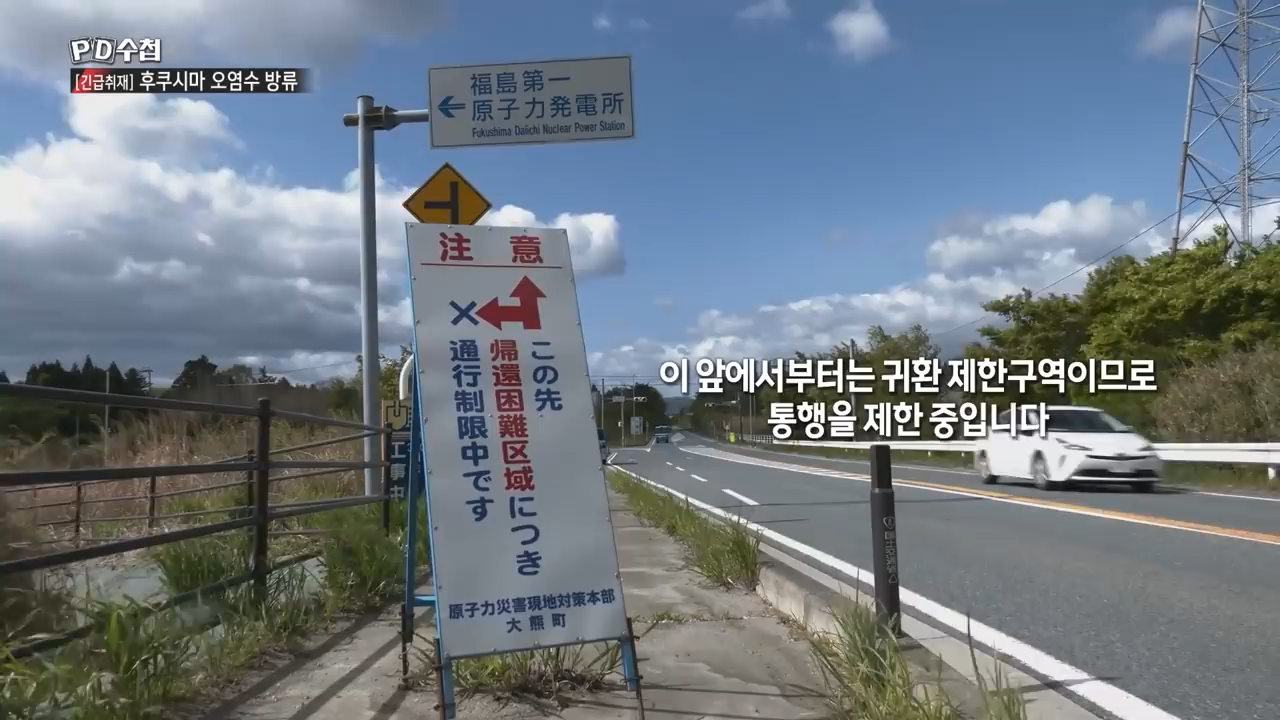 PD수첩
[긴급취재] 후쿠시마 오염수 방류
福島第一
原子力発電所
Fukushima Daiichi Nuclear Power Station
注意
この先
帰還困難区域につき
通行制限中です
原子力災害現地対策本部
大熊町
工事中
이 앞에서부터는 귀환 제한구역이므로
통행을 제한 중입니다